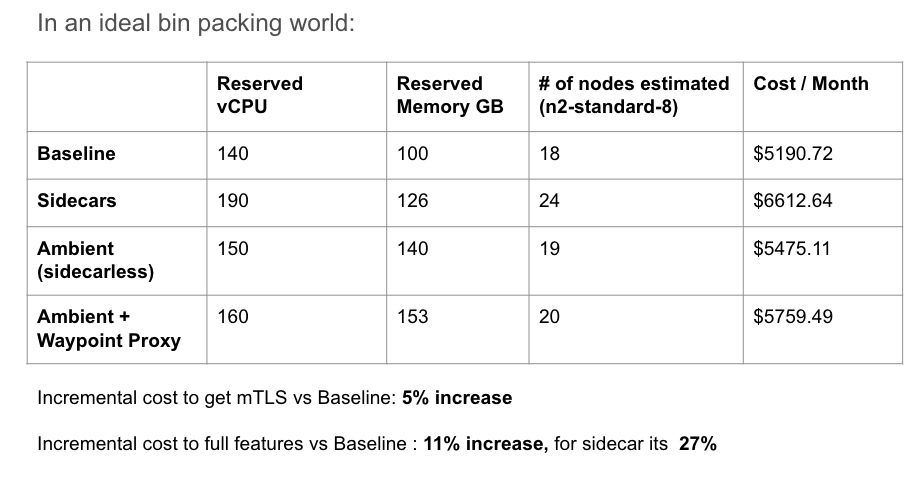 In an ideal bin packing world:
Reserved vCPU Reserved Memory GB # of nodes estimated (n2-standard-8) Cost / Month
Baseline 140 100 18 $5190.72
Sidecars 190 126 24 $6612.64
Ambient (sidecarless) 150 140 19 $5475.11
Ambient + Waypoint Proxy 160 153 20 $5759.49
Incremental cost to get mTLS vs Baseline: 5% increase
Incremental cost to full features vs Baseline : 11% increase, for sidecar its 27%